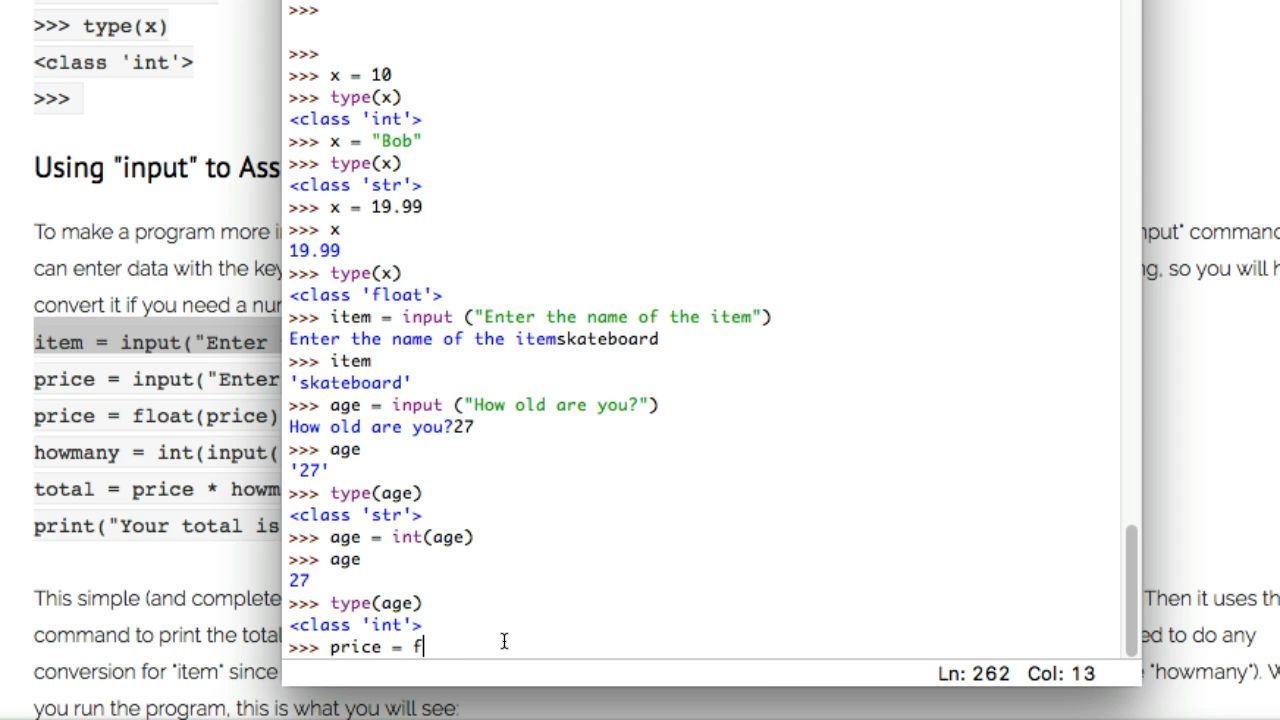 >>> type(x)
<class 'int'>
>>>
Using "input" to Ass
To make a program more i
can enter data with the key
convert it if you need a nu
item = input("Enter
price = input("Enter
price = float(price)
howmany = int(input(
total = price * howm
print("Your total is
This simple (and complete
command to print the total
conversion for "item" since
you run the program, this is what you will see:
>>>
>>>
>>> x = 10
>>> type(x)
<class 'int'>
>>> x = "Bob"
>>> type(x)
<class 'str'>
>>> x = 19.99
>>> x
19.99
>>> type(x)
<class 'float'>
>>> item = input ("Enter the name of the item")
Enter the name of the itemskateboard
>>> item
'skateboard'
>>> age = input ("How old are you?")
How old are you?27
>>> age
'27'
>>> type(age)
<class 'str'>
>>> age = int(age)
>>> age
27
>>> type(age)
<class 'int'>
>>> price = f
Ln: 262 Col: 13
nput" command
ng, so you will h
Then it uses th
ed to do any
"howmany"). W